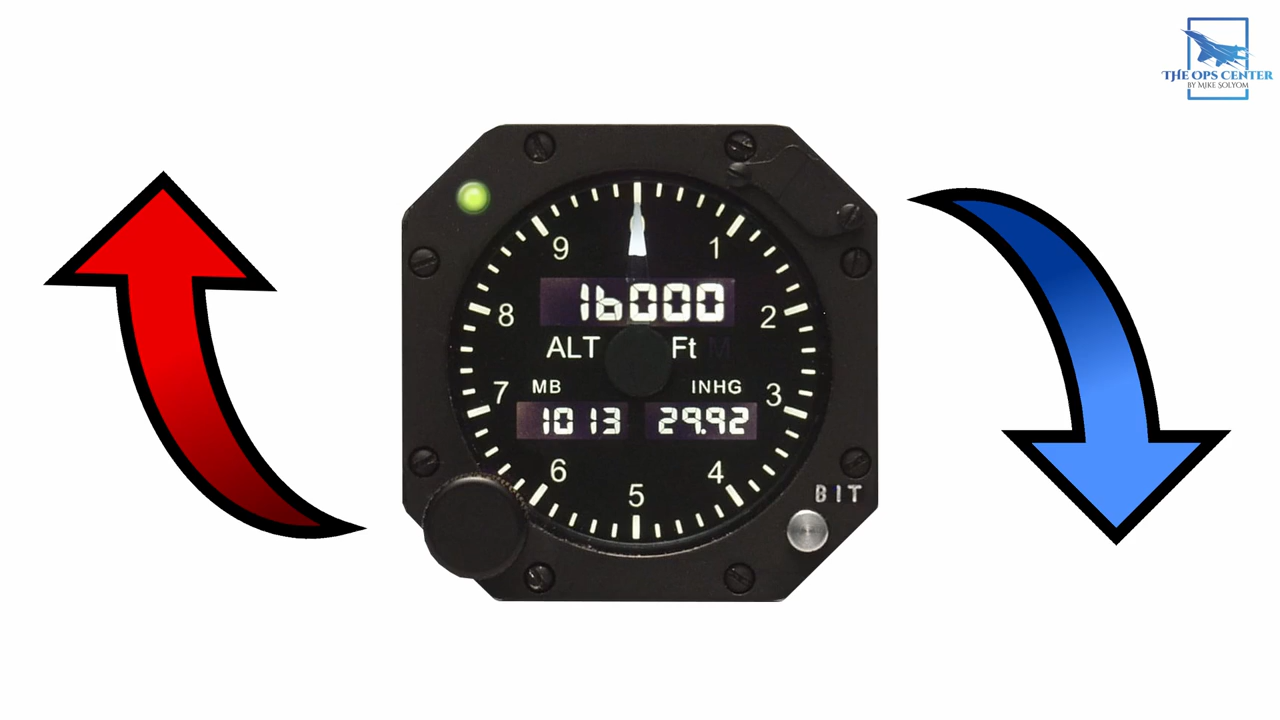 THE OPS CENTER
BY MIKE SOLYOM
9 1
16000
8 2
ALT Ft M
MB INHG
7 3
1013 29.92
6 4
5
BIT